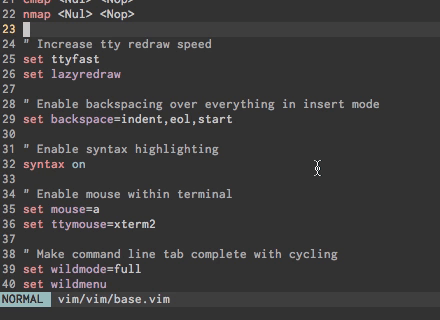 21 cmap <Nul> <Nop>
22 nmap <Nul> <Nop>
23
24 " Increase tty redraw speed
25 set ttyfast
26 set lazyredraw
27
28 " Enable backspacing over everything in insert mode
29 set backspace=indent,eol,start
30
31 " Enable syntax highlighting
32 syntax on
33
34 " Enable mouse within terminal
35 set mouse=a
36 set ttymouse=xterm2
37
38 " Make command line tab complete with cycling
39 set wildmode=full
40 set wildmenu
NORMAL vim/vim/base.vim